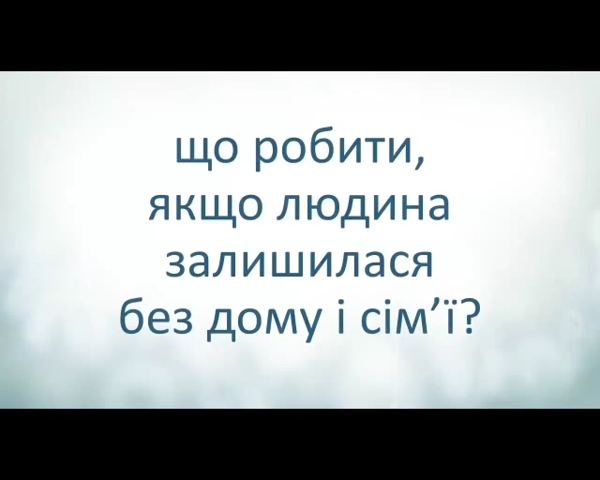 що робити,
якщо людина
залишилася
без дому і сім’ї?